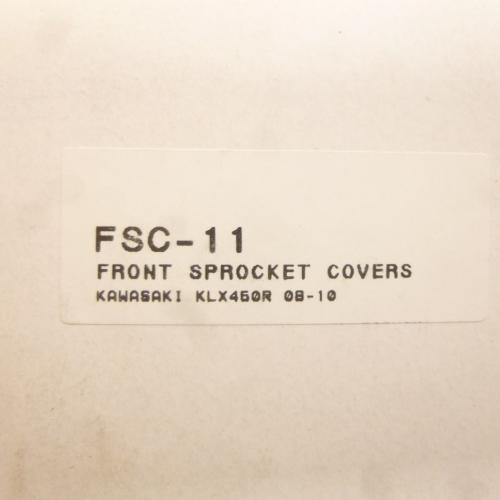 FSC-11
FRONT SPROCKET COVERS
KAWASAKI KLX450R 08-10